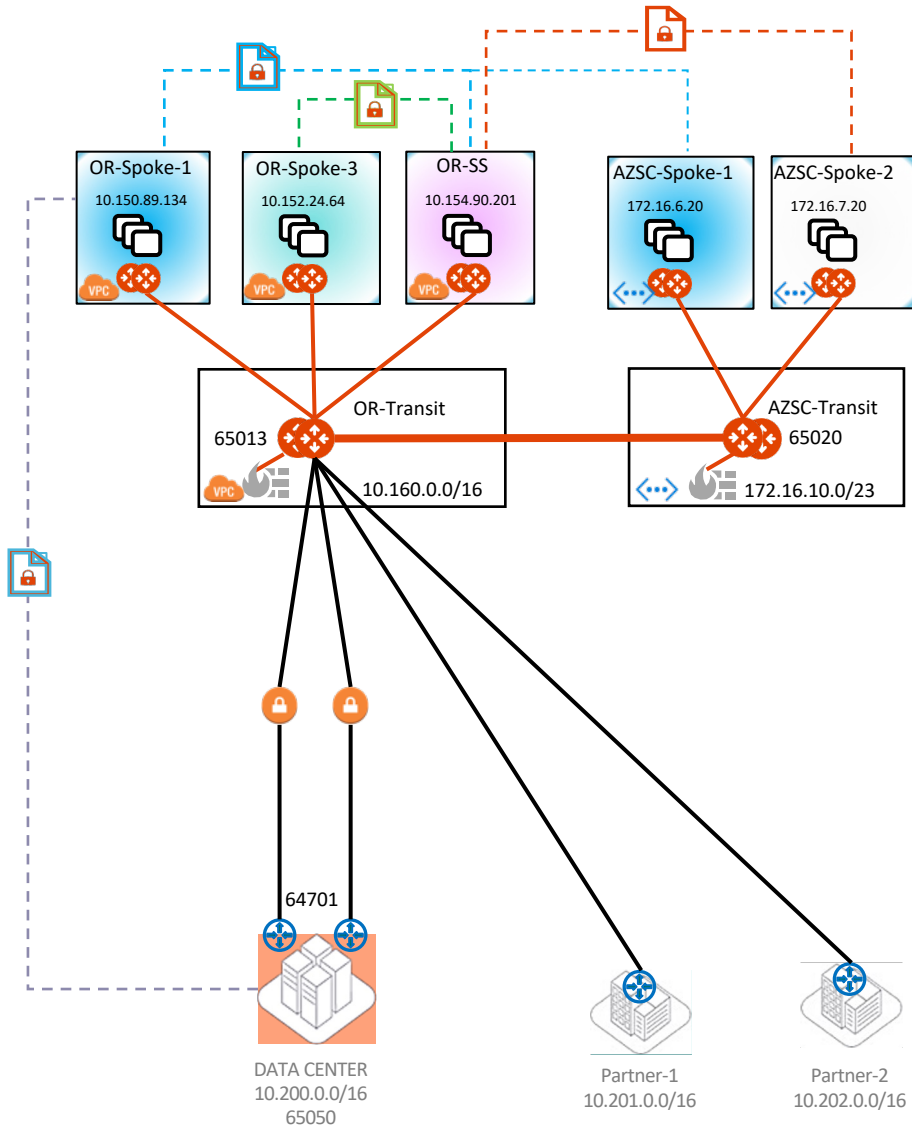 OR-Spoke-1
10.150.89.134
VPC
OR-Spoke-3
10.152.24.64
VPC
OR-SS
10.154.90.201
VPC
AZSC-Spoke-1
172.16.6.20
AZSC-Spoke-2
172.16.7.20
OR-Transit
65013
VPC
10.160.0.0/16
AZSC-Transit
65020
172.16.10.0/23
64701
DATA CENTER
10.200.0.0/16
65050
Partner-1
10.201.0.0/16
Partner-2
10.202.0.0/16